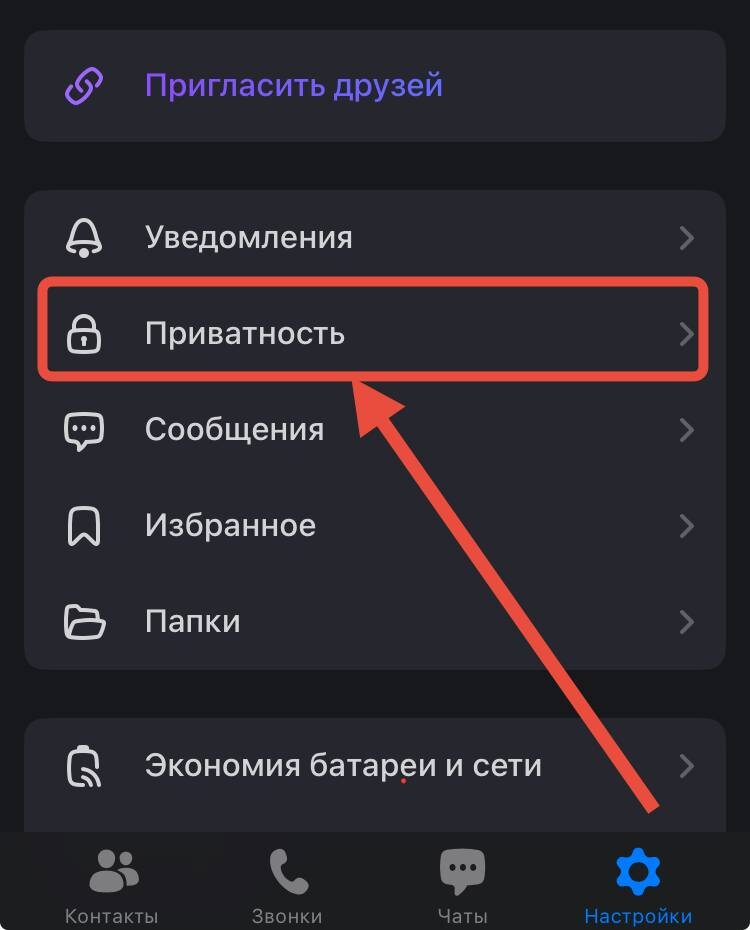 Пригласить друзей
Уведомления
Приватность
Сообщения
Избранное
Папки
Экономия батареи и сети
Контакты
Звонки
Чаты
Настройки